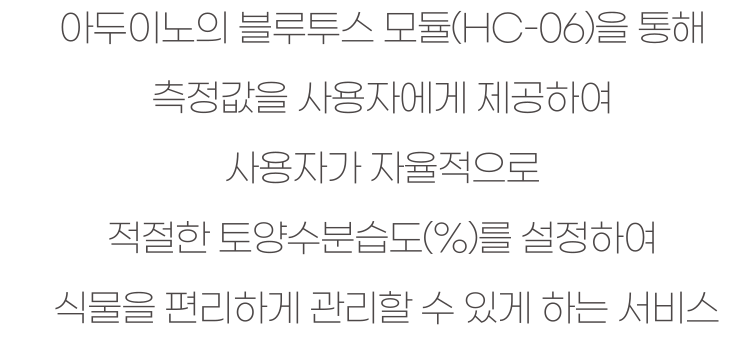 아두이노의 블루투스 모듈(HC-06)을 통해
측정값을 사용자에게 제공하여
사용자가 자율적으로
적절한 토양수분습도(%)를 설정하여
식물을 편리하게 관리할 수 있게 하는 서비스